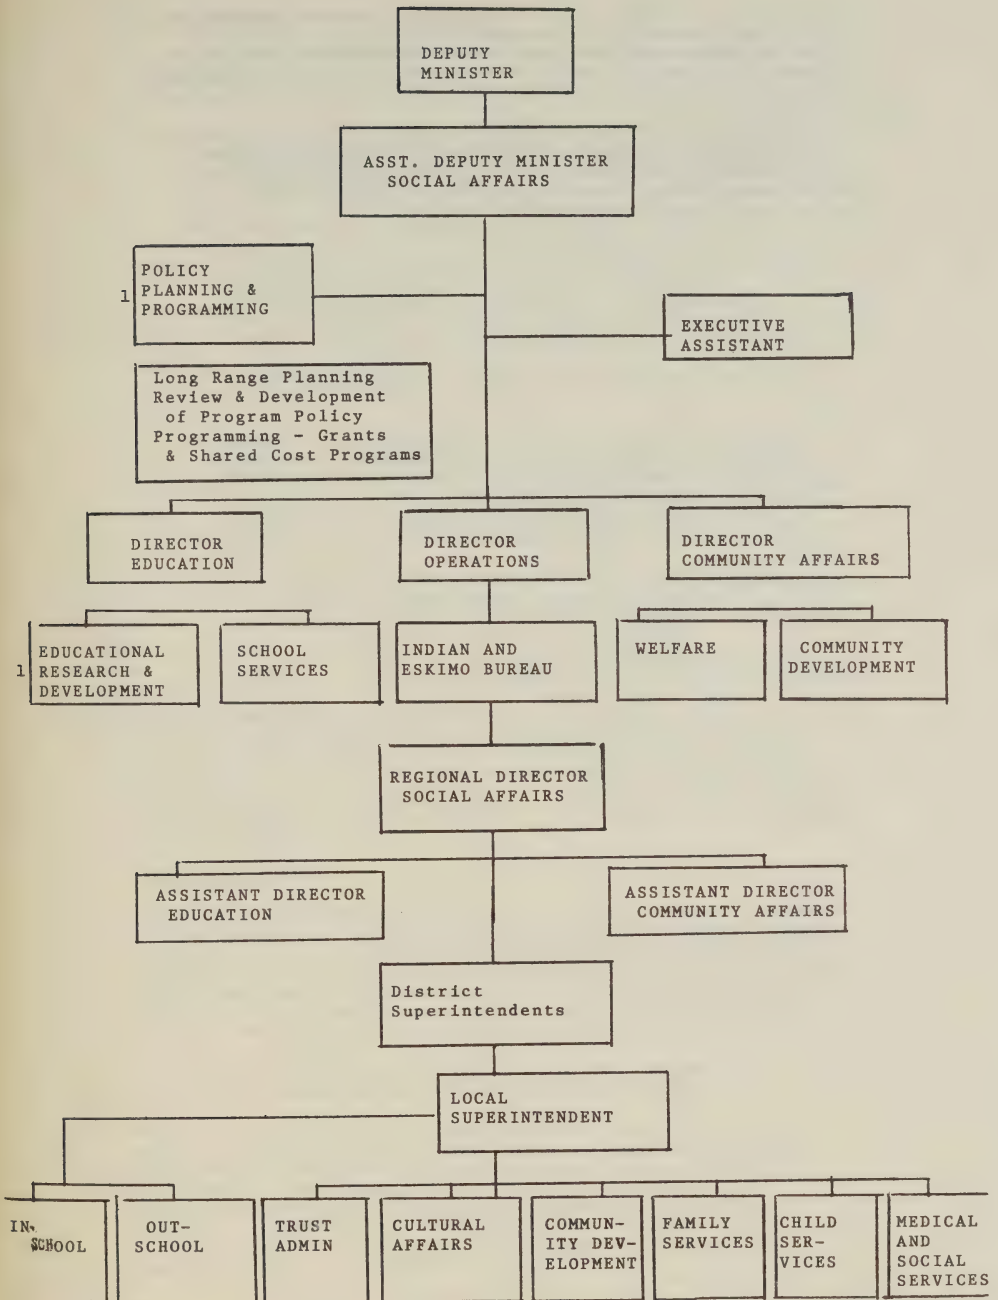 DEPUTY
MINISTER
ASST. DEPUTY MINISTER
SOCIAL AFFAIRS
1
POLICY
PLANNING &
PROGRAMMING
EXECUTIVE
ASSISTANT
Long Range Planning
Review & Development
of Program Policy
Programming - Grants
& Shared Cost Programs
DIRECTOR
EDUCATION
DIRECTOR
OPERATIONS
DIRECTOR
COMMUNITY AFFAIRS
1
EDUCATIONAL
RESEARCH &
DEVELOPMENT
SCHOOL
SERVICES
INDIAN AND
ESKIMO BUREAU
WELFARE
COMMUNITY
DEVELOPMENT
REGIONAL DIRECTOR
SOCIAL AFFAIRS
ASSISTANT DIRECTOR
EDUCATION
ASSISTANT DIRECTOR
COMMUNITY AFFAIRS
District
Superintendents
LOCAL
SUPERINTENDENT
IN-
SCHOOL
OUT-
SCHOOL
TRUST
ADMIN
CULTURAL
AFFAIRS
COMMUN-
ITY DEV-
ELOPMENT
FAMILY
SERVICES
CHILD
SER-
VICES
MEDICAL
AND
SOCIAL
SERVICES